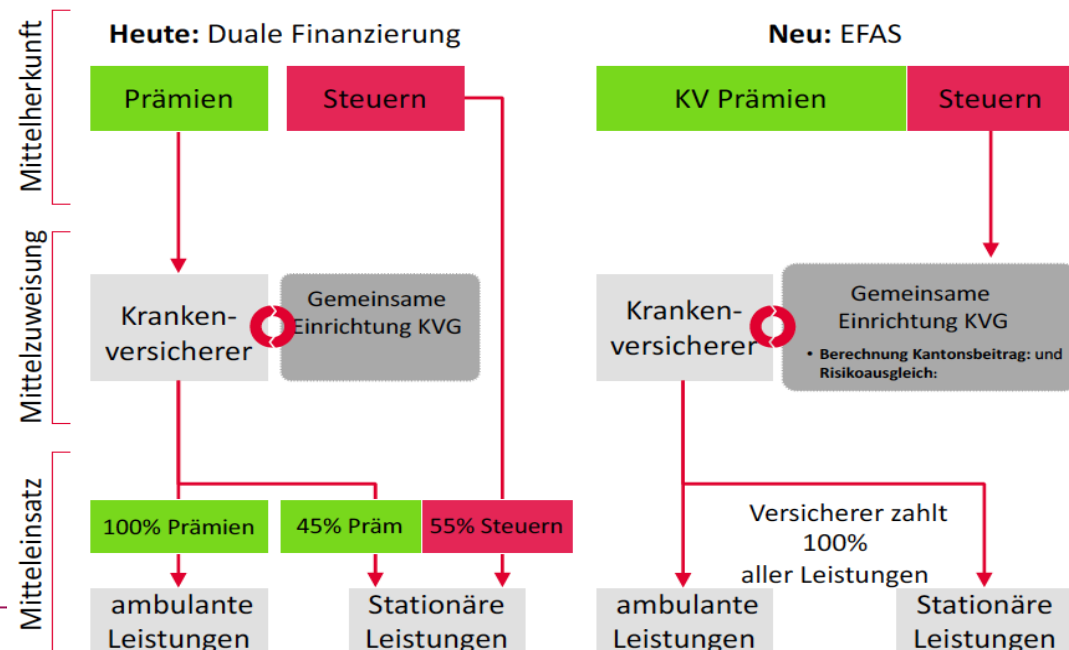 Mittelherkunft
Heute: Duale Finanzierung
Prämien
Steuern
Neu: EFAS
KV Prämien
Steuern
Mittelzuweisung
Kranken-
versicherer
Gemeinsame
Einrichtung KVG
Kranken-
versicherer
Gemeinsame
Einrichtung KVG
• Berechnung Kantonsbeitrag: und
Risikoausgleich:
Mitteleinsatz
100% Prämien
45% Präm
55% Steuern
ambulante
Leistungen
Stationäre
Leistungen
Versicherer zahlt
100%
aller Leistungen
ambulante
Leistungen
Stationäre
Leistungen